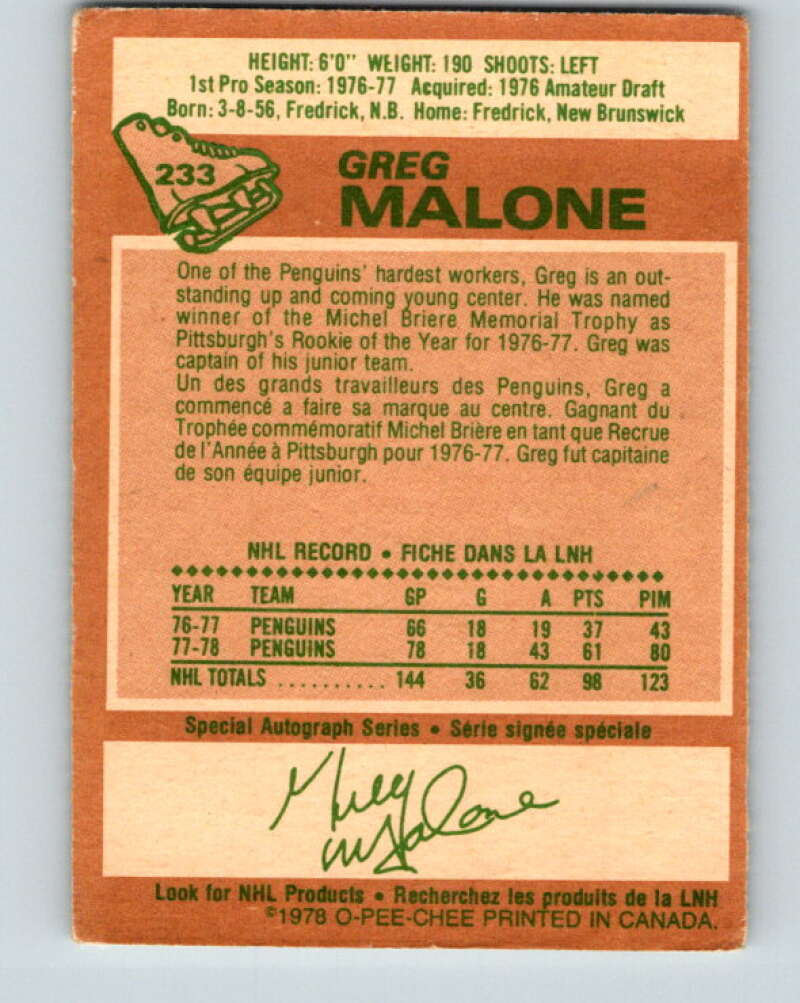 HEIGHT: 6'0" WEIGHT: 190 SHOOTS: LEFT
1st Pro Season: 1976-77 Acquired: 1976 Amateur Draft
Born: 3-8-56, Fredrick, N.B. Home: Fredrick, New Brunswick
233
GREG
MALONE
One of the Penguins' hardest workers, Greg is an out-
standing up and coming young center. He was named
winner of the Michel Briere Memorial Trophy as
Pittsburgh's Rookie of the Year for 1976-77. Greg was
captain of his junior team.
Un des grands travailleurs des Penguins, Greg a
commencé a faire sa marque au centre. Gagnant du
Trophée commémoratif Michel Brière en tant que Recrue
de l'Année à Pittsburgh pour 1976-77. Greg fut capitaine
de son équipe junior.
NHL RECORD • FICHE DANS LA LNH
YEAR TEAM GP G A PTS PIM
76-77 PENGUINS 66 18 19 37 43
77-78 PENGUINS 78 18 43 61 80
NHL TOTALS .......... 144 36 62 98 123
Special Autograph Series • Série signée spéciale
Greg
Malone
Look for NHL Products • Recherchez les produits de la LNH
©1978 O-PEE-CHEE PRINTED IN CANADA.